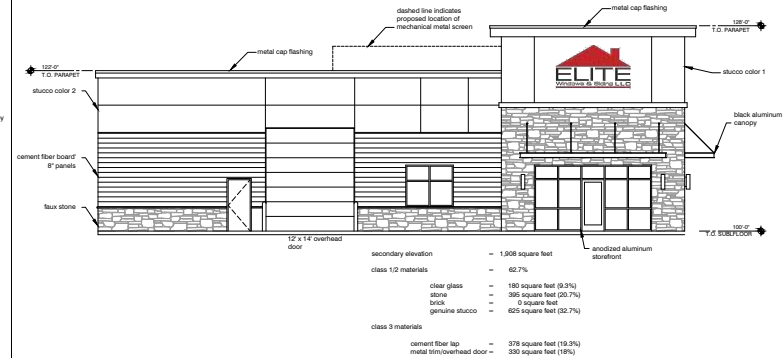 dashed line indicates
proposed location of
mechanical metal screen
metal cap flashing
128'-0"
T.O. PARAPET
metal cap flashing
122'-0"
T.O. PARAPET
ELITE
Windows & Siding LLC
stucco color 1
stucco color 2
y
black aluminum
canopy
cement fiber board'
8" panels
faux stone
100'-0"
T.O. SUBFLOOR
12' x 14' overhead
door
anodized aluminum
storefront
secondary elevation – 1,908 square feet
class 1/2 materials – 62.7%
clear glass – 180 square feet (9.3%)
stone – 395 square feet (20.7%)
brick – 0 square feet
genuine stucco – 625 square feet (32.7%)
class 3 materials
cement fiber lap – 378 square feet (19.3%)
metal trim/overhead door – 330 square feet (18%)